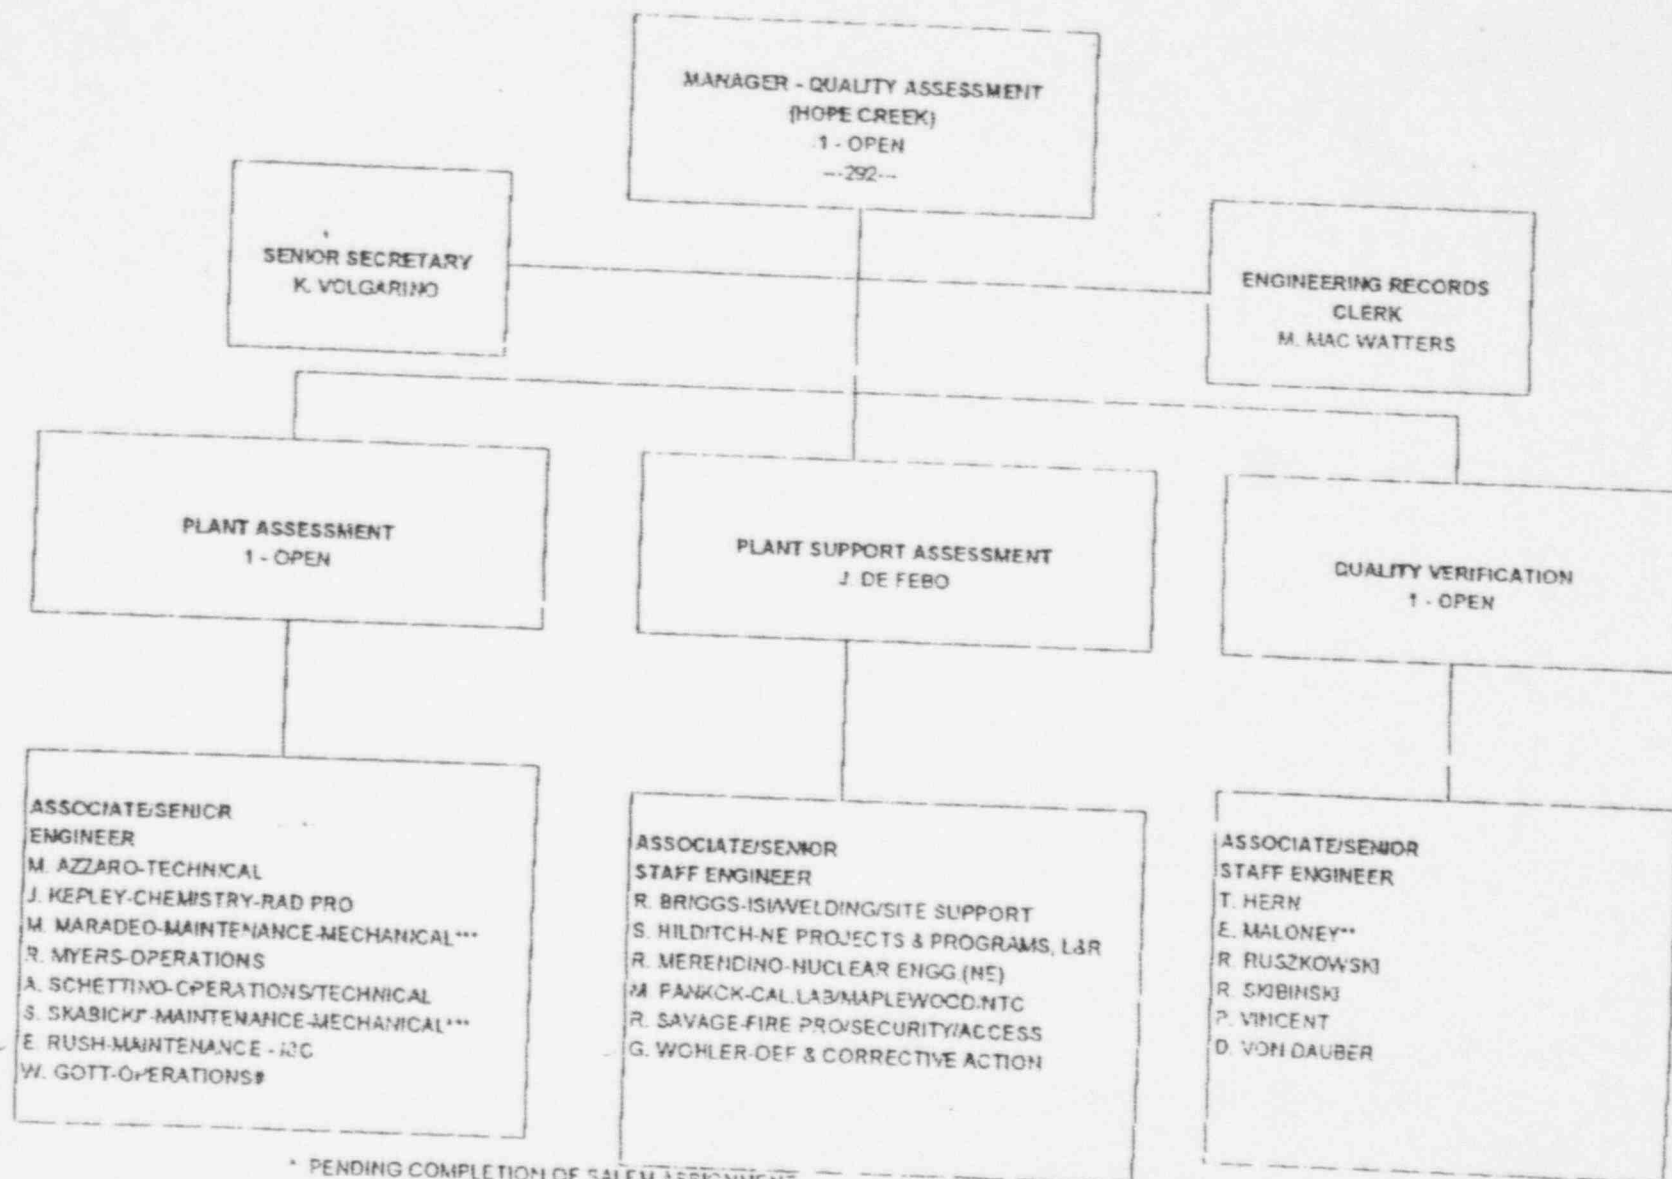 MANAGER - QUALITY ASSESSMENT
(HOPE CREEK)
1 - OPEN
---292---
SENIOR SECRETARY
K. VOLGARINO
ENGINEERING RECORDS
CLERK
M. MAC WATTERS
PLANT ASSESSMENT
1 - OPEN
PLANT SUPPORT ASSESSMENT
J. DE FEBO
QUALITY VERIFICATION
1 - OPEN
ASSOCIATE/SENIOR
ENGINEER
M. AZZARO-TECHNICAL
J. KEPLEY-CHEMISTRY-RAD PRO
M. MARADEO-MAINTENANCE-MECHANICAL***
R. MYERS-OPERATIONS
A. SCHETTINO-OPERATIONS/TECHNICAL
S. MAINTENANCE-MECHANICAL***
E. RUSH-MAINTENANCE -
W. GOTT-OPERATIONS#
ASSOCIATE/SENIOR
STAFF ENGINEER
R. BRIGGS-ISI/WELDING/SITE SUPPORT
S. HILDITCH-NE PROJECTS & PROGRAMS, L&R
R. MERENDINO-NUCLEAR ENGG (NE)
M. CAL.LAB/MAPLEWOOD.NTC
R. SAVAGE-FIRE PRO/SECURITY/ACCESS
G. WOHLER-OEF & CORRECTIVE ACTION
ASSOCIATE/SENIOR
STAFF ENGINEER
T. HERN
E. MALONEY**
R. RUSZKOWSKI
R. SKIBINSKI
P. VINCENT
D. VON DAUBER
* PENDING COMPLETION OF SALEM ASSIGNMENT